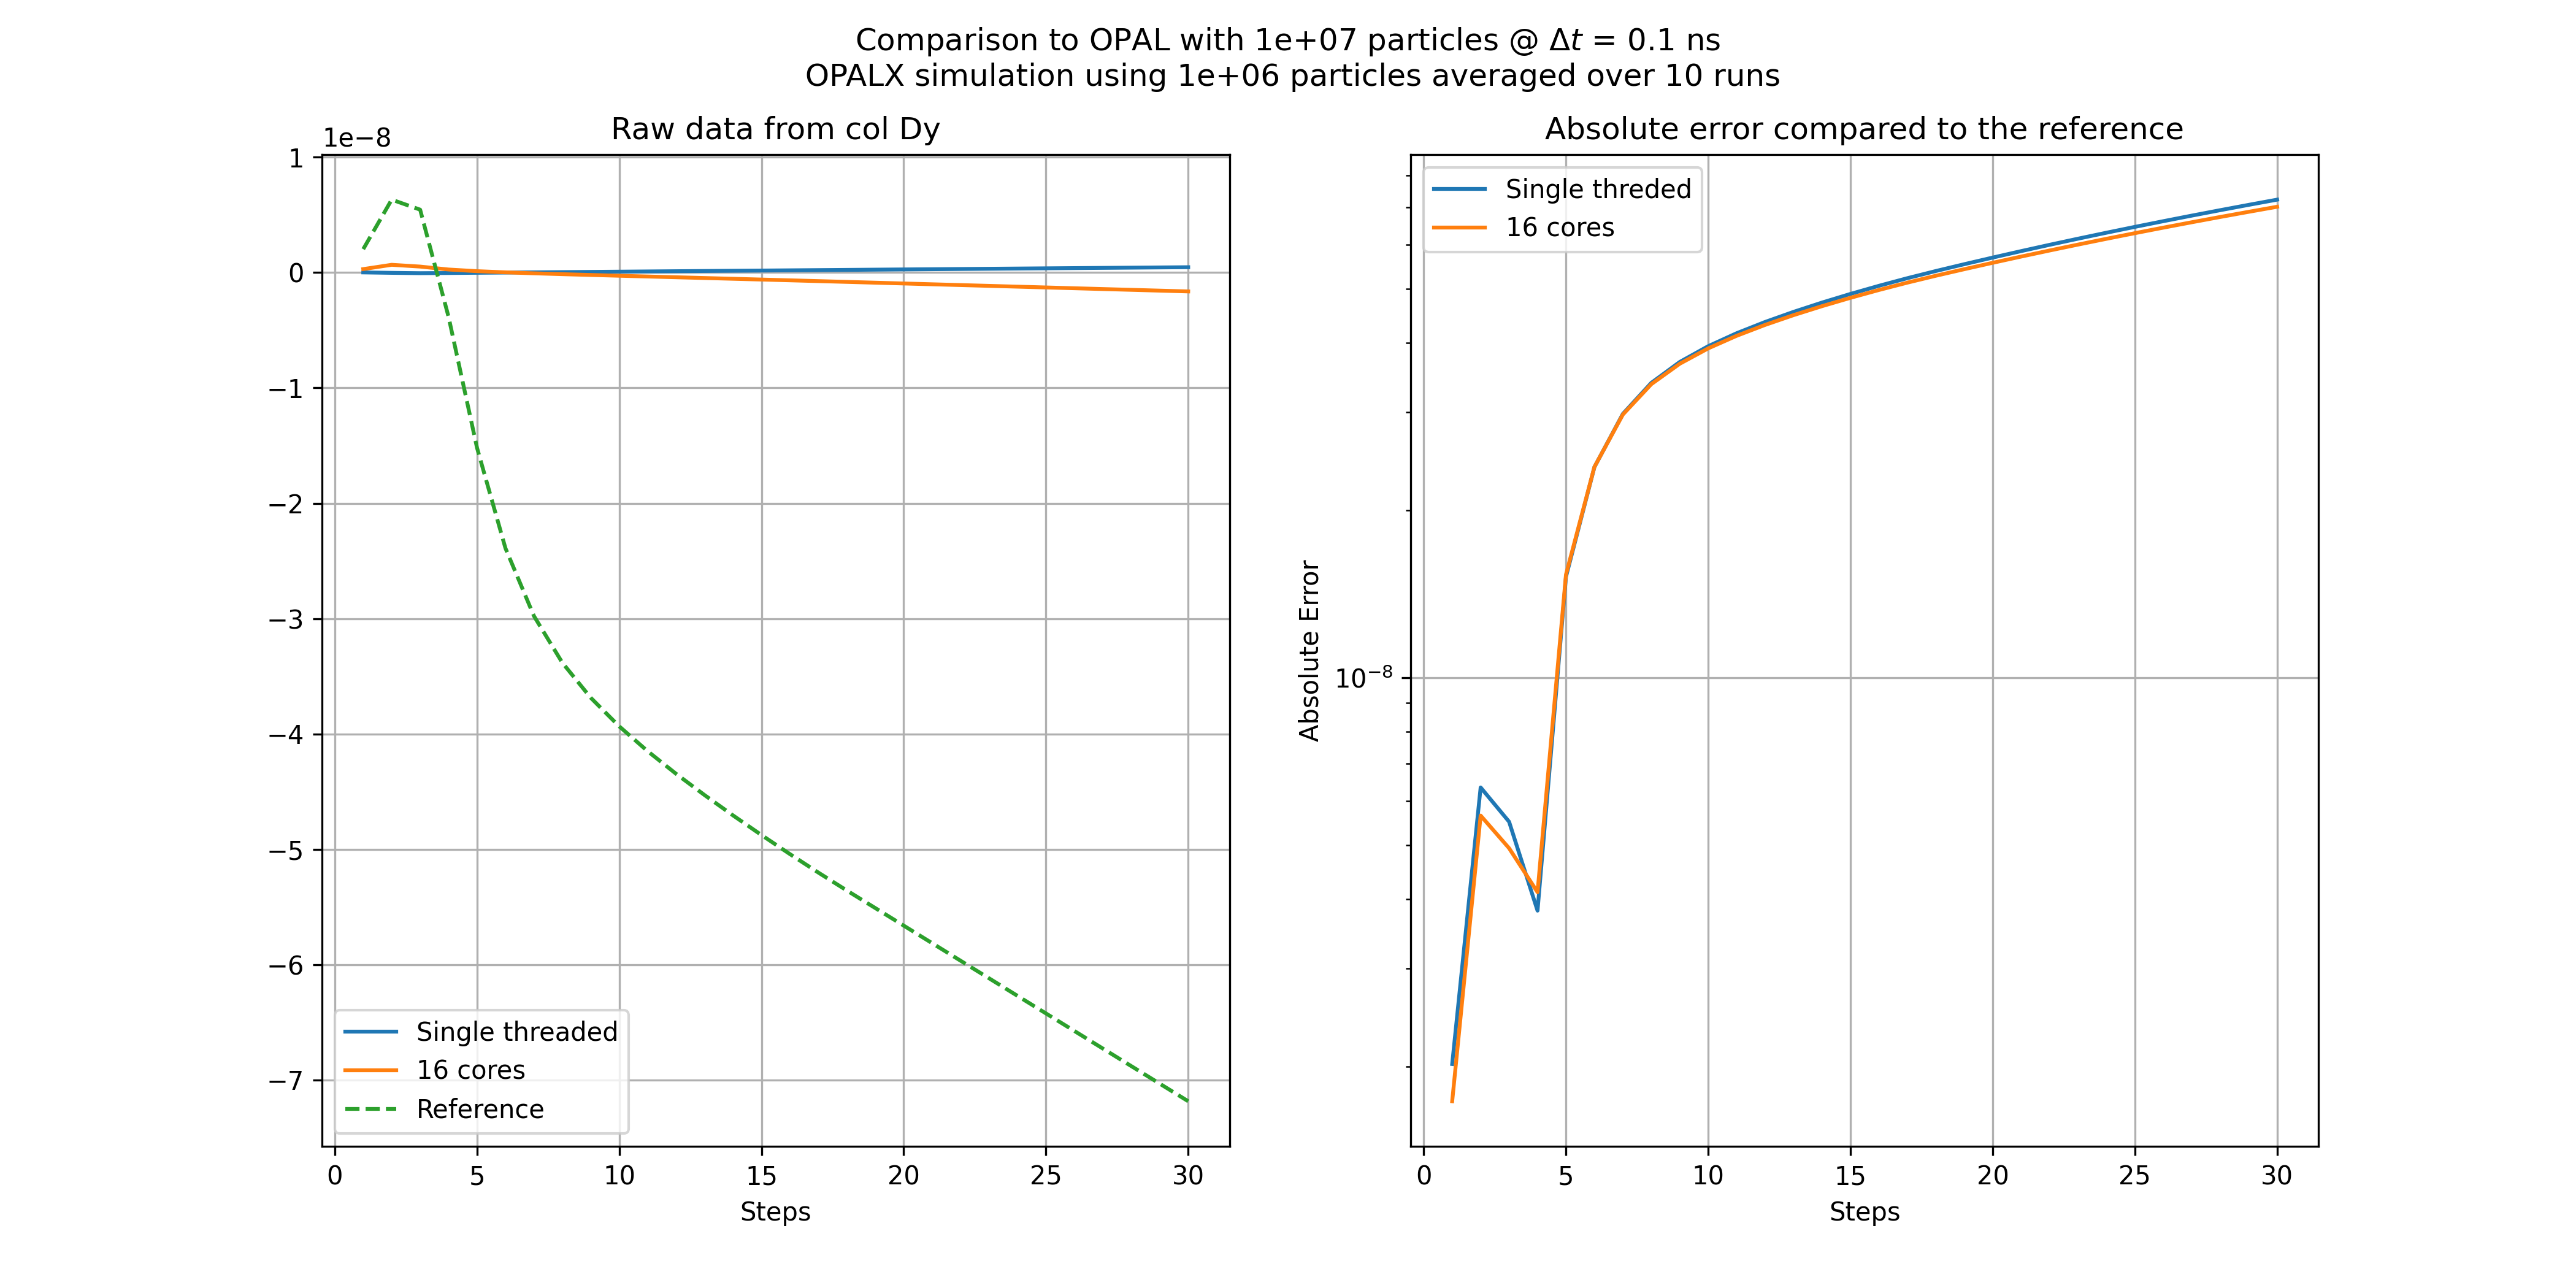 Comparison to OPAL with 1e+07 particles @ Δt = 0.1 ns
OPALX simulation using 1e+06 particles averaged over 10 runs
Raw data from col Dy
1e−8
1
0
−1
−2
−3
−4
−5
−6
−7
Single threaded
16 cores
Reference
0 5 10 15 20 25 30
Steps
Absolute error compared to the reference
Single threded
16 cores
Absolute Error
10⁻⁸
0 5 10 15 20 25 30
Steps